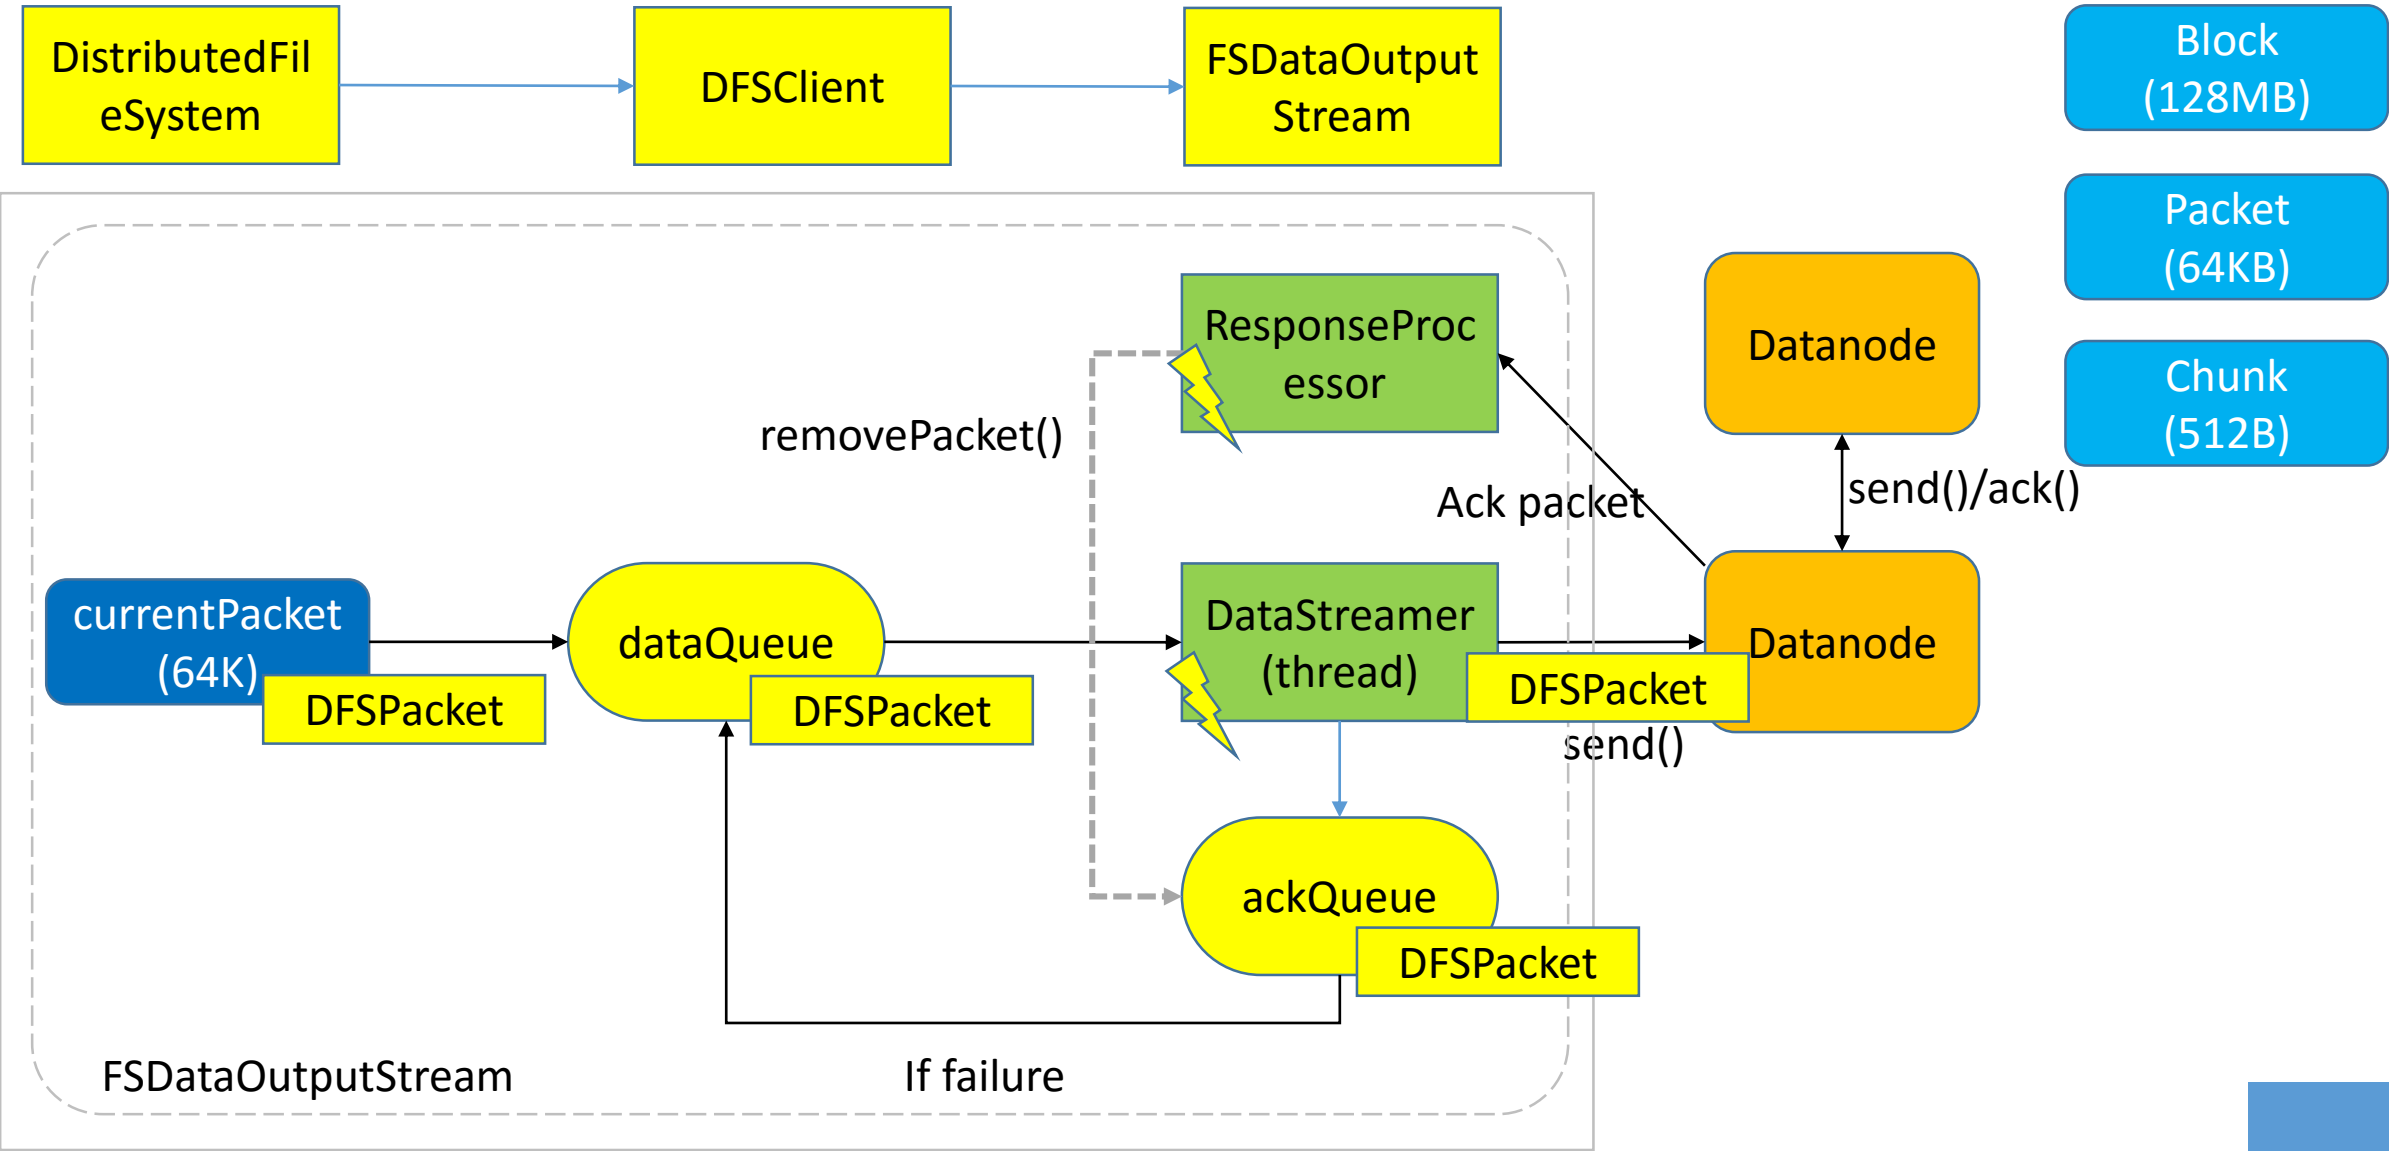 DistributedFil
eSystem
DFSClient
FSDataOutput
Stream
Block
(128MB)
Packet
(64KB)
Chunk
(512B)
ResponseProc
essor
Datanode
removePacket()
Ack packet
send()/ack()
currentPacket
(64K)
DFSPacket
dataQueue
DFSPacket
DataStreamer
(thread)
DFSPacket
send()
Datanode
ackQueue
DFSPacket
FSDataOutputStream
If failure